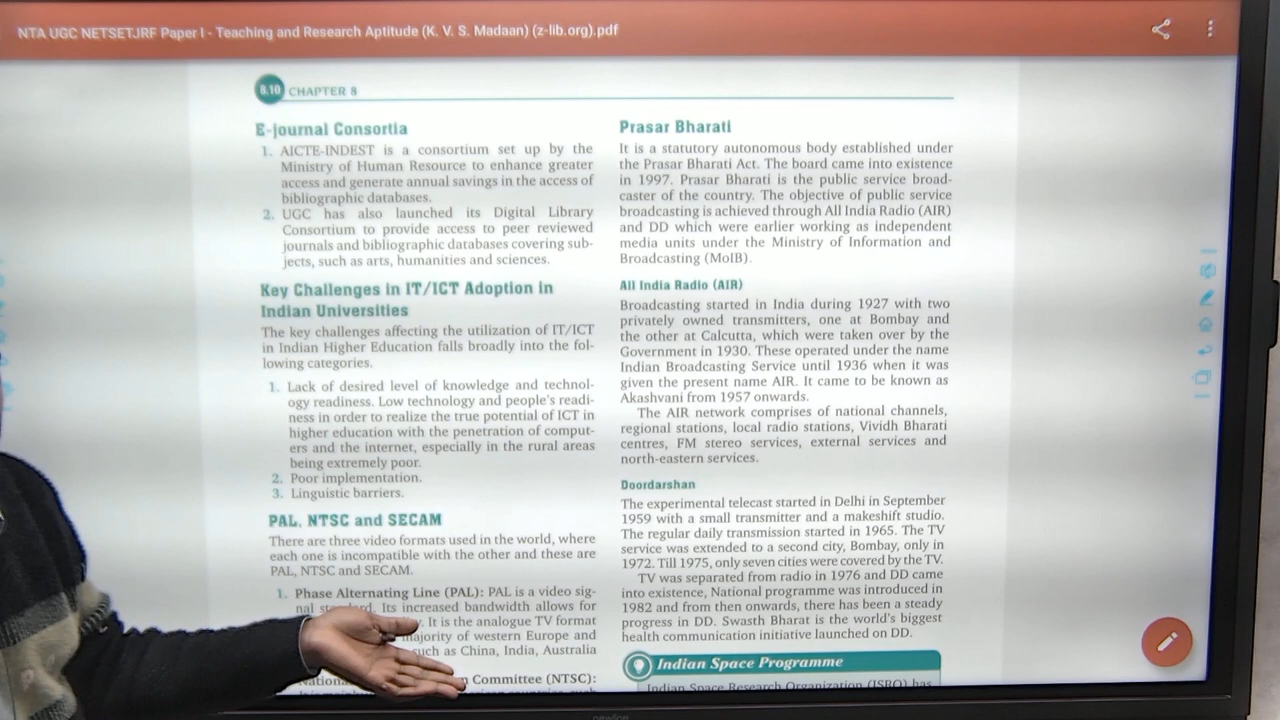 NTA UGC NETSETJRF Paper I - Teaching and Research Aptitude (K. V. S. Madaan) (z-lib.org).pdf
8.10 CHAPTER 8
E-journal Consortia
1. AICTE-INDEST is a consortium set up by the
Ministry of Human Resource to enhance greater
access and generate annual savings in the access of
bibliographic databases.
2. UGC has also launched its Digital Library
Consortium to provide access to peer reviewed
journals and bibliographic databases covering sub-
jects, such as arts, humanities and sciences.
Key Challenges in IT/ICT Adoption in
Indian Universities
The key challenges affecting the utilization of IT/ICT
in Indian Higher Education falls broadly into the fol-
lowing categories.
1. Lack of desired level of knowledge and technol-
ogy readiness. Low technology and people's readi-
ness in order to realize the true potential of ICT in
higher education with the penetration of comput-
ers and the internet, especially in the rural areas
being extremely poor.
2. Poor implementation.
3. Linguistic barriers.
PAL, NTSC and SECAM
There are three video formats used in the world, where
each one is incompatible with the other and these are
PAL, NTSC and SECAM.
1. Phase Alternating Line (PAL): PAL is a video sig-
nal standard. Its increased bandwidth allows for
. It is the analogue TV format
majority of western Europe and
such as China, India, Australia
Committee (NTSC):
Prasar Bharati
It is a statutory autonomous body established under
the Prasar Bharati Act. The board came into existence
in 1997. Prasar Bharati is the public service broad-
caster of the country. The objective of public service
broadcasting is achieved through All India Radio (AIR)
and DD which were earlier working as independent
media units under the Ministry of Information and
Broadcasting (MoIB).
All India Radio (AIR)
Broadcasting started in India during 1927 with two
privately owned transmitters, one at Bombay and
the other at Calcutta, which were taken over by the
Government in 1930. These operated under the name
Indian Broadcasting Service until 1936 when it was
given the present name AIR. It came to be known as
Akashvani from 1957 onwards.
The AIR network comprises of national channels,
regional stations, local radio stations, Vividh Bharati
centres, FM stereo services, external services and
north-eastern services.
Doordarshan
The experimental telecast started in Delhi in September
1959 with a small transmitter and a makeshift studio.
The regular daily transmission started in 1965. The TV
service was extended to a second city, Bombay, only in
1972. Till 1975, only seven cities were covered by the TV.
TV was separated from radio in 1976 and DD came
into existence, National programme was introduced in
1982 and from then onwards, there has been a steady
progress in DD. Swasth Bharat is the world's biggest
health communication initiative launched on DD.
Indian Space Programme
Indian Space Research Organization (ISRO) has
newline